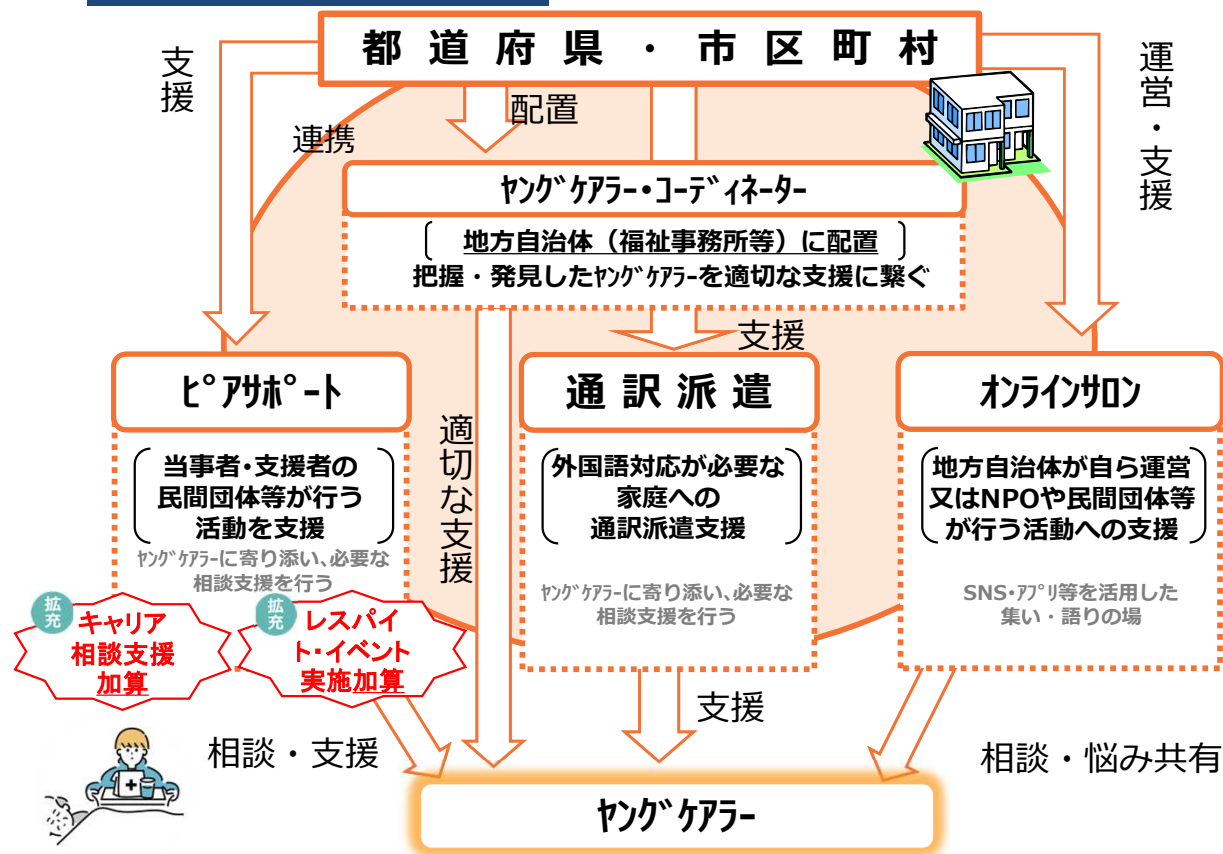 都道府県・市区町村
支援
配置
連携
運営・支援
ﾔﾝｸﾞｹｱﾗｰ・ｺｰﾃﾞｨﾈｰﾀｰ
地方自治体（福祉事務所等）に配置
把握・発見したﾔﾝｸﾞｹｱﾗｰを適切な支援に繋ぐ
支援
ﾋﾟｱｻﾎﾟｰﾄ
当事者・支援者の
民間団体等が行う
活動を支援
ﾔﾝｸﾞｹｱﾗｰに寄り添い、必要な
相談支援を行う
拡充
キャリア
相談支援
加算
拡充
レスパイ
ト・イベント
実施加算
適切な支援
通訳派遣
外国語対応が必要な
家庭への
通訳派遣支援
ﾔﾝｸﾞｹｱﾗｰに寄り添い、必要な
相談支援を行う
ｵﾝﾗｲﾝｻﾛﾝ
地方自治体が自ら運営
又はNPOや民間団体等
が行う活動への支援
SNS・ｱﾌﾟﾘ等を活用した
集い・語りの場
相談・支援
支援
相談・悩み共有
ﾔﾝｸﾞｹｱﾗｰ